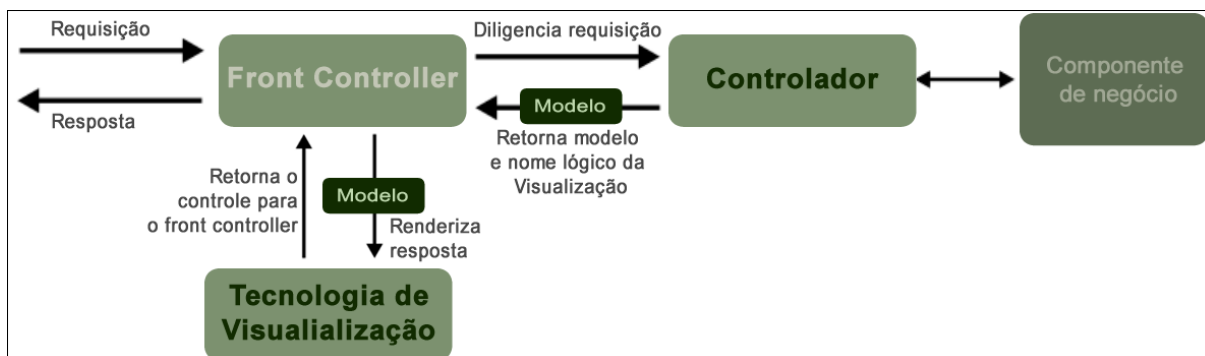 Requisição
Resposta
Front Controller
Diligencia requisição
Modelo
Retorna modelo
e nome lógico da
Visualização
Controlador
Componente
de negócio
Retorna o
controle para
o front controller
Modelo
Renderiza
resposta
Tecnologia de
Visualialização